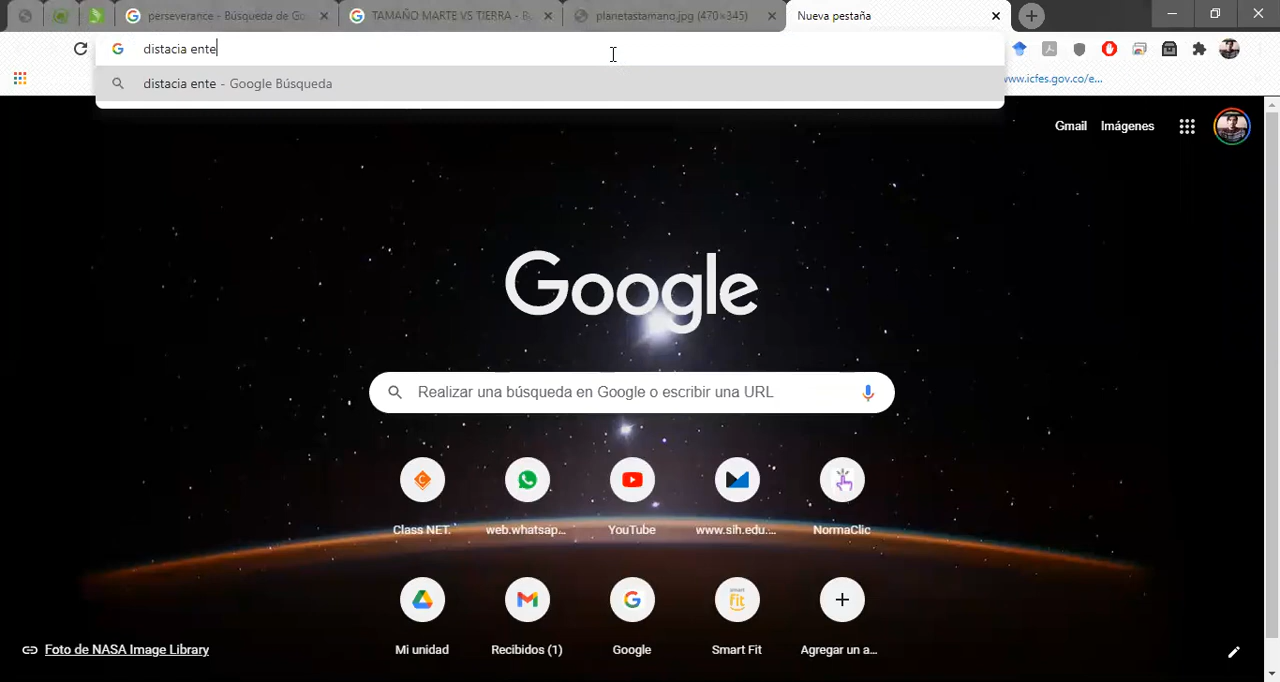 perseverance - Búsqueda de Go
TAMAÑO MARTE VS TIERRA - B
planetastamano.jpg (470×345)
Nueva pestaña
distacia ente
distacia ente - Google Búsqueda
www.icfes.gov.co/e...
Gmail
Imágenes
Google
Realizar una búsqueda en Google o escribir una URL
Class NET.
web.whatsap...
YouTube
www.sih.edu....
NormaClic
smart fit
Mi unidad
Recibidos (1)
Google
Smart Fit
Agregar un a...
Foto de NASA Image Library